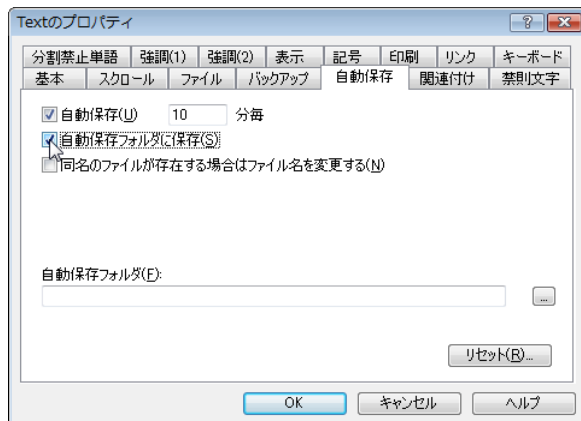 Textのプロパティ
分割禁止単語 強調(1) 強調(2) 表示 記号 印刷 リンク キーボード
基本 スクロール ファイル バックアップ 自動保存 関連付け 禁則文字
自動保存(U) 10 分毎
自動保存フォルダに保存(S)
同名のファイルが存在する場合はファイル名を変更する(N)
自動保存フォルダ(F):
...
リセット(R)...
OK キャンセル ヘルプ